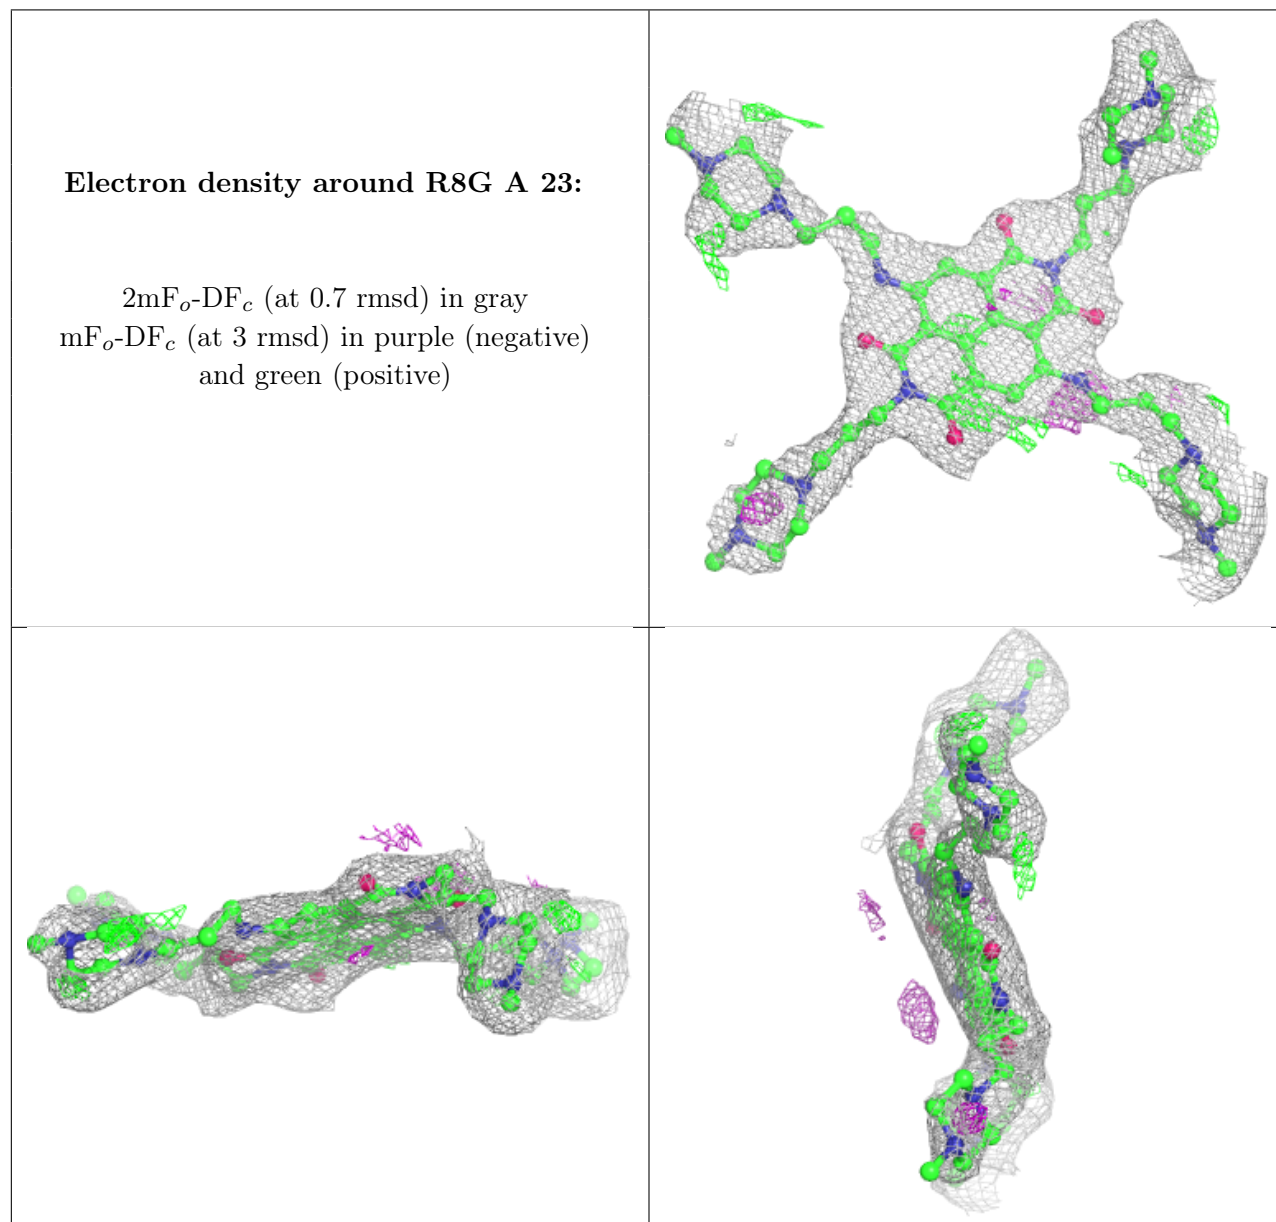 Electron density around R8G A 23:
2mFo-DFc (at 0.7 rmsd) in gray
mFo-DFc (at 3 rmsd) in purple (negative)
and green (positive)